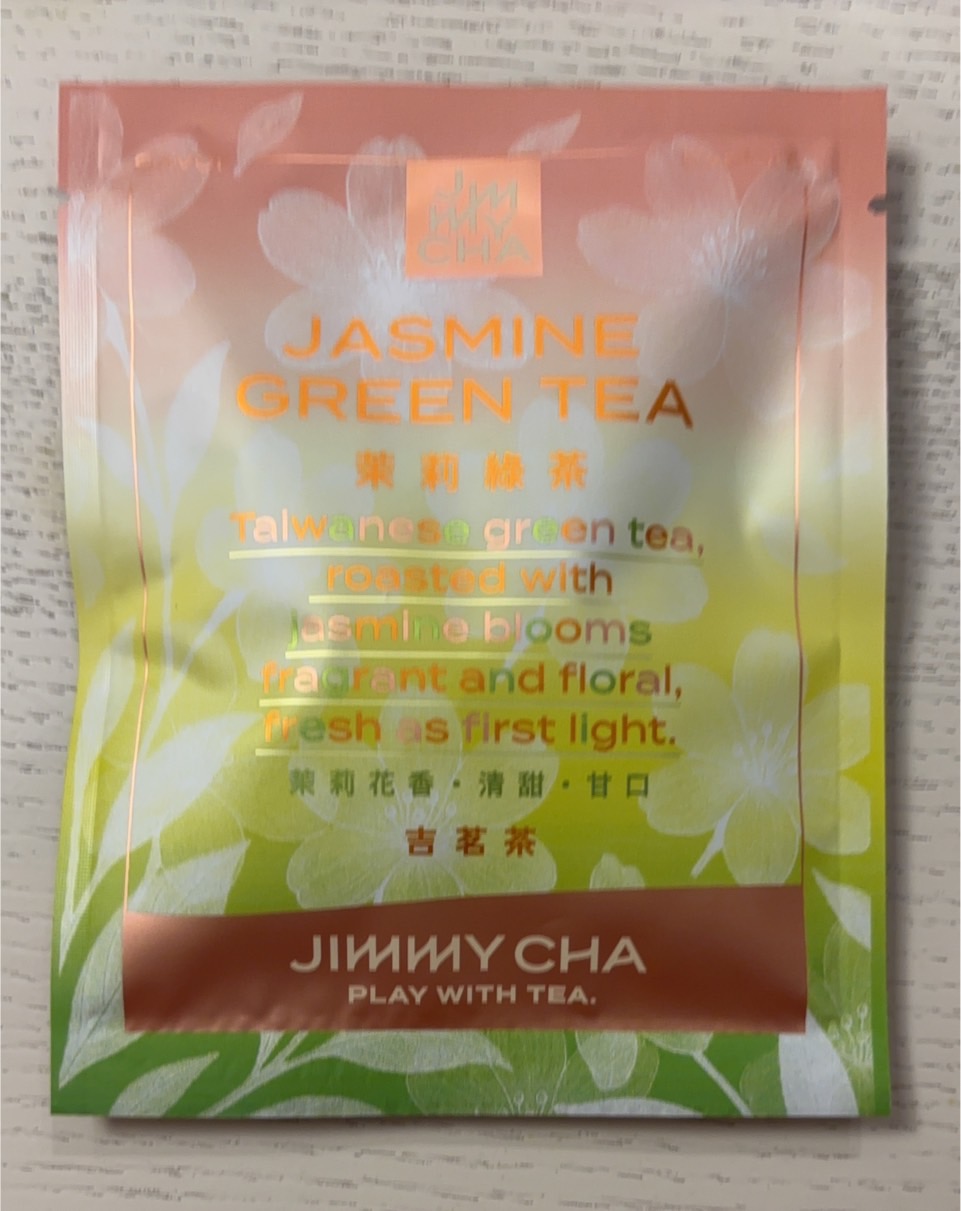 JIM
MY
CHA
JASMINE
GREEN TEA
茉莉綠茶
Taiwanese green tea,
roasted with
jasmine blooms
fragrant and floral,
fresh as first light.
茉莉花香・清甜・甘口
吉茗茶
JIMMY CHA
PLAY WITH TEA.